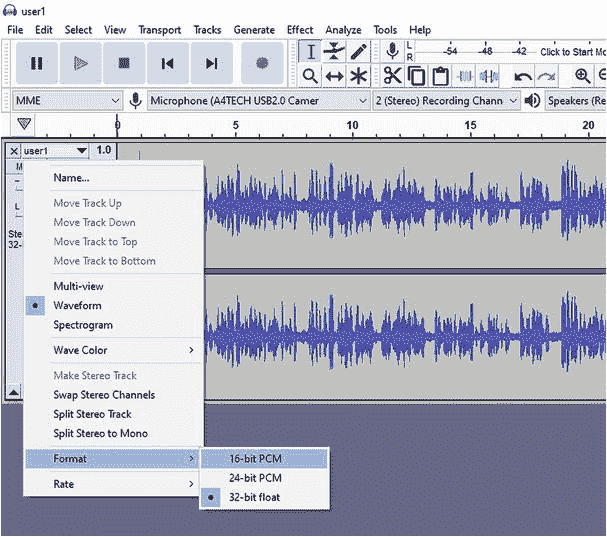 user1
File Edit Select View Transport Tracks Generate Effect Analyze Tools Help
L
R -54 -48 -42 Click to Start Mo
MME Microphone (A4TECH USB2.0 Camer 2 (Stereo) Recording Chann Speakers (Re
0 5 10 15 20
user1 1.0
M
L
Ste
32-
Name...
Move Track Up
Move Track Down
Move Track to Top
Move Track to Bottom
Multi-view
Waveform
Spectrogram
Wave Color
Make Stereo Track
Swap Stereo Channels
Split Stereo Track
Split Stereo to Mono
Format 16-bit PCM
24-bit PCM
Rate 32-bit float